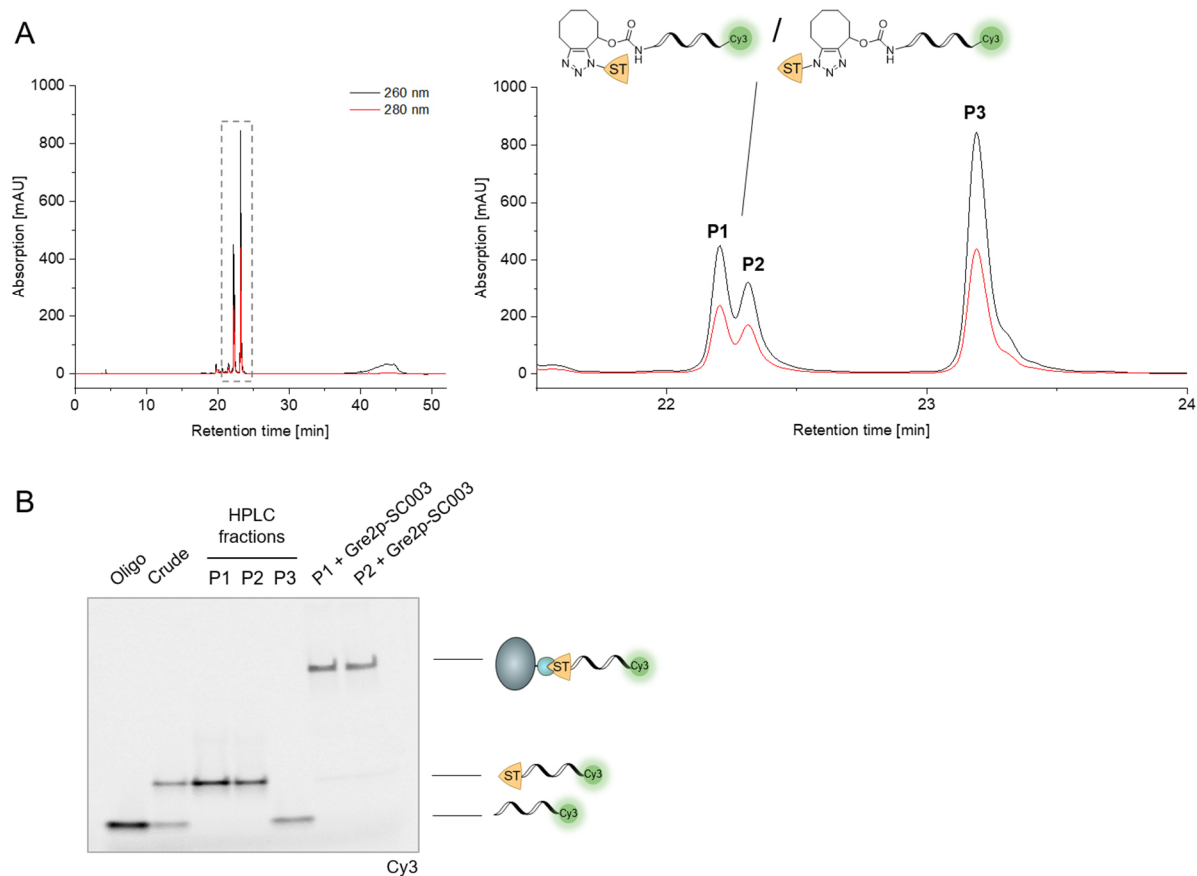 A
1000
800
600
400
200
0
Absorption [mAU]
0 10 20 30 40 50
Retention time [min]
260 nm
280 nm
O
O
N
H
N
N
N
ST
Cy3
/
O
O
N
H
ST
N
N
N
Cy3
1000
800
600
400
200
0
Absorption [mAU]
P1
P2
P3
22 23 24
Retention time [min]
B
HPLC
fractions
Oligo
Crude
P1 P2 P3
P1 + Gre2p-SC003
P2 + Gre2p-SC003
ST
Cy3
ST
Cy3
Cy3
Cy3